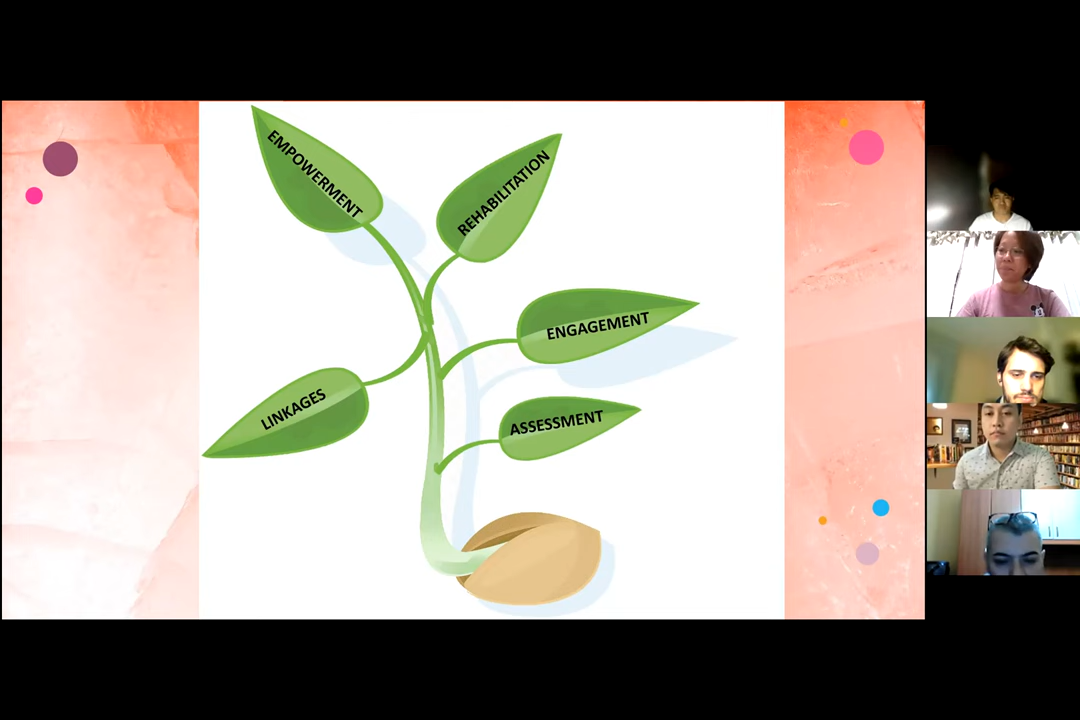 EMPOWERMENT
REHABILITATION
ENGAGEMENT
LINKAGES
ASSESSMENT